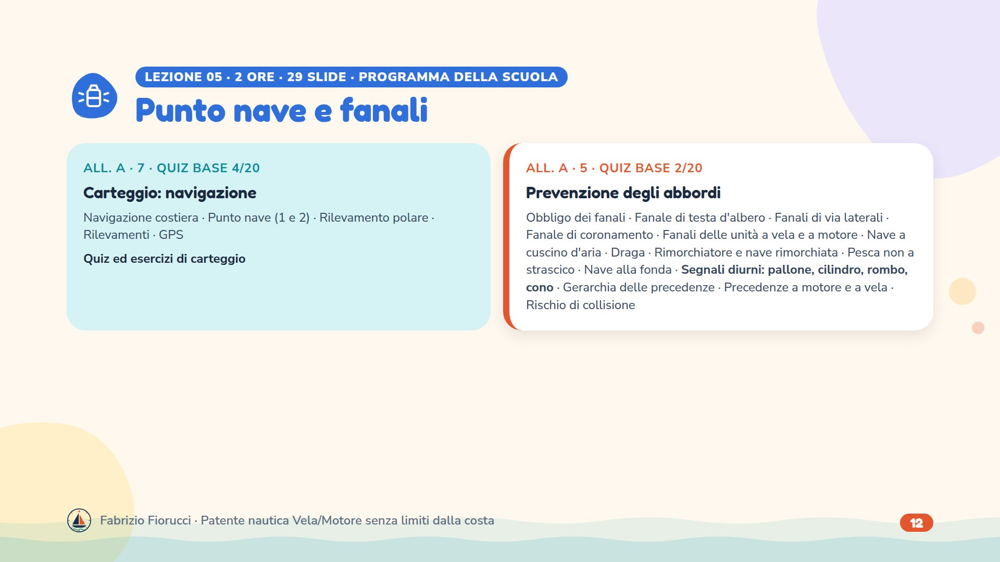 LEZIONE 05 · 2 ORE · 29 SLIDE · PROGRAMMA DELLA SCUOLA
Punto nave e fanali
ALL. A · 7 · QUIZ BASE 4/20
Carteggio: navigazione
Navigazione costiera · Punto nave (1 e 2) · Rilevamento polare ·
Rilevamenti · GPS
Quiz ed esercizi di carteggio
ALL. A · 5 · QUIZ BASE 2/20
Prevenzione degli abbordi
Obbligo dei fanali · Fanale di testa d'albero · Fanali di via laterali ·
Fanale di coronamento · Fanali delle unità a vela e a motore · Nave a
cuscino d'aria · Draga · Rimorchiatore e nave rimorchiata · Pesca non a
strascico · Nave alla fonda · Segnali diurni: pallone, cilindro, rombo,
cono · Gerarchia delle precedenze · Precedenze a motore e a vela ·
Rischio di collisione
Fabrizio Fiorucci · Patente nautica Vela/Motore senza limiti dalla costa
12